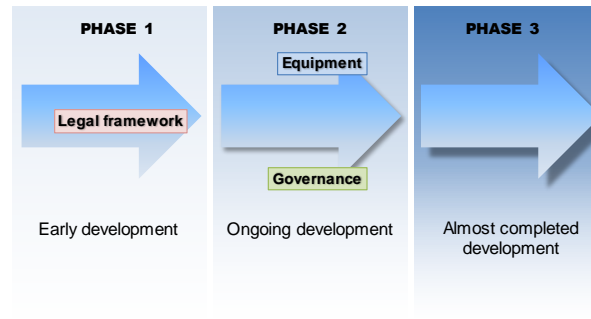 PHASE 1
Legal framework
Early development
PHASE 2
Equipment
Governance
Ongoing development
PHASE 3
Almost completed
development